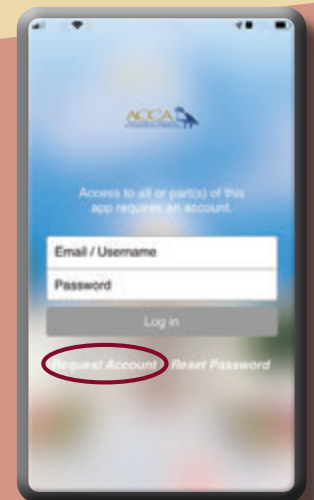 ACCA
Access to all or part(s) of this
app requires an account.
Email / Username
Password
Log in
Request Account
Reset Password